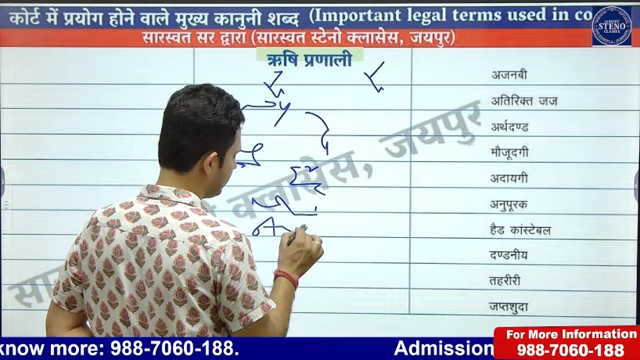 कोर्ट में प्रयोग होने वाले मुख्य कानूनी शब्द (Important legal terms used in co
सारस्वत सर द्वारा (सारस्वत स्टेनो क्लासेस, जयपुर)
STENO
ऋषि प्रणाली
अजनबी
अतिरिक्त जज
अर्थदण्ड
मौजूदगी
अदायगी
अनुपूरक
हैड कांस्टेबल
दण्डनीय
तहरीरी
जप्तशुदा
क्लासेस, जयपुर
know more: 988-7060-188.
Admission
For More Information
988-7060-188